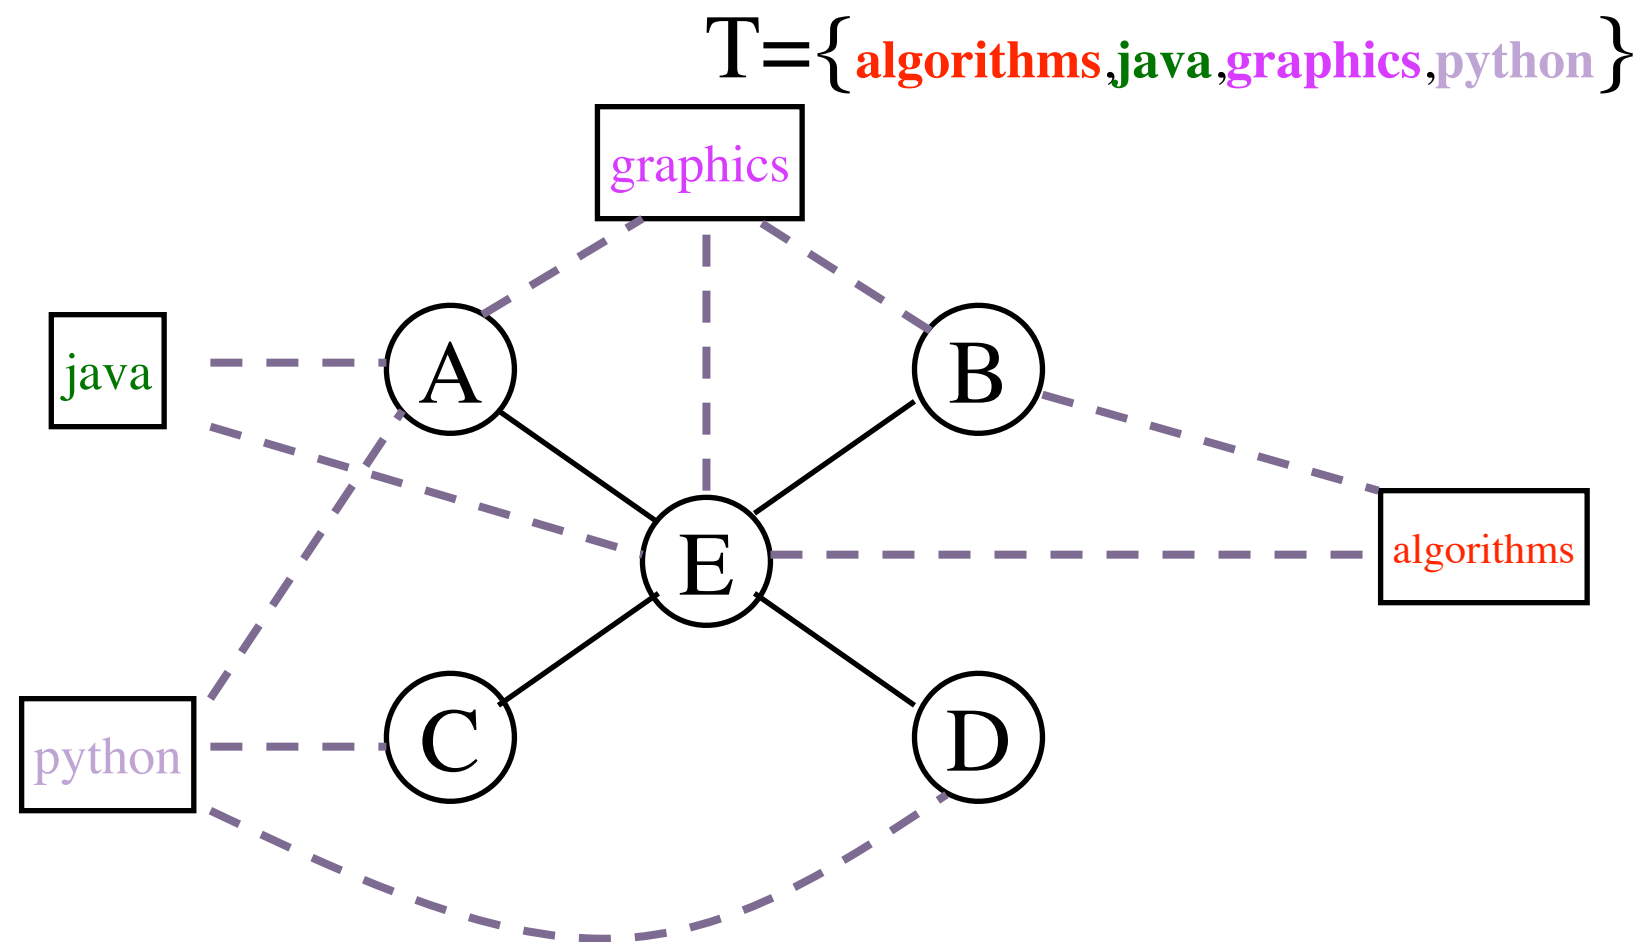 T={algorithms,java,graphics,python}
graphics
java
A
B
E
algorithms
python
C
D